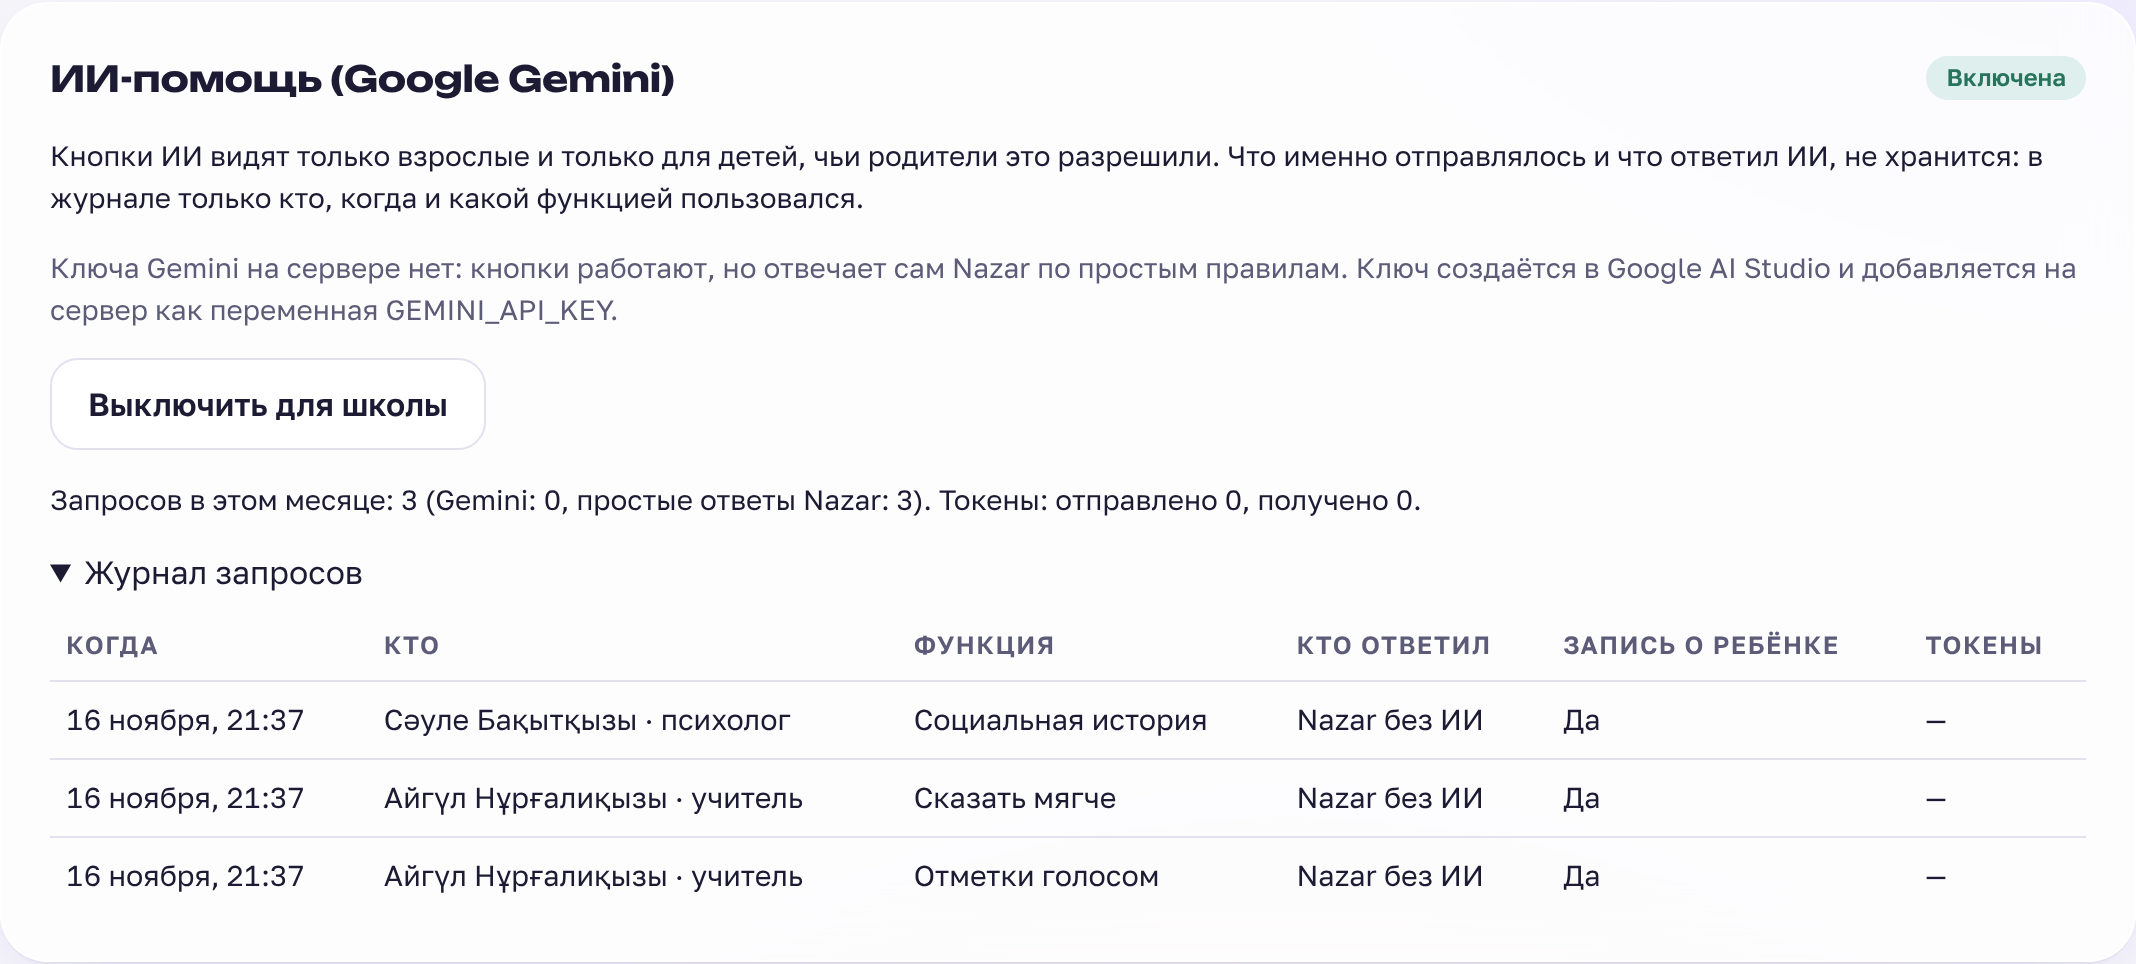 ИИ-помощь (Google Gemini)
Включена
Кнопки ИИ видят только взрослые и только для детей, чьи родители это разрешили. Что именно отправлялось и что ответил ИИ, не хранится: в
журнале только кто, когда и какой функцией пользовался.
Ключа Gemini на сервере нет: кнопки работают, но отвечает сам Nazar по простым правилам. Ключ создаётся в Google AI Studio и добавляется на
сервер как переменная GEMINI_API_KEY.
Выключить для школы
Запросов в этом месяце: 3 (Gemini: 0, простые ответы Nazar: 3). Токены: отправлено 0, получено 0.
▼ Журнал запросов
КОГДА КТО ФУНКЦИЯ КТО ОТВЕТИЛ ЗАПИСЬ О РЕБЁНКЕ ТОКЕНЫ
16 ноября, 21:37 Сәуле Бақытқызы · психолог Социальная история Nazar без ИИ Да —
16 ноября, 21:37 Айгүл Нұрғалиқызы · учитель Сказать мягче Nazar без ИИ Да —
16 ноября, 21:37 Айгүл Нұрғалиқызы · учитель Отметки голосом Nazar без ИИ Да —